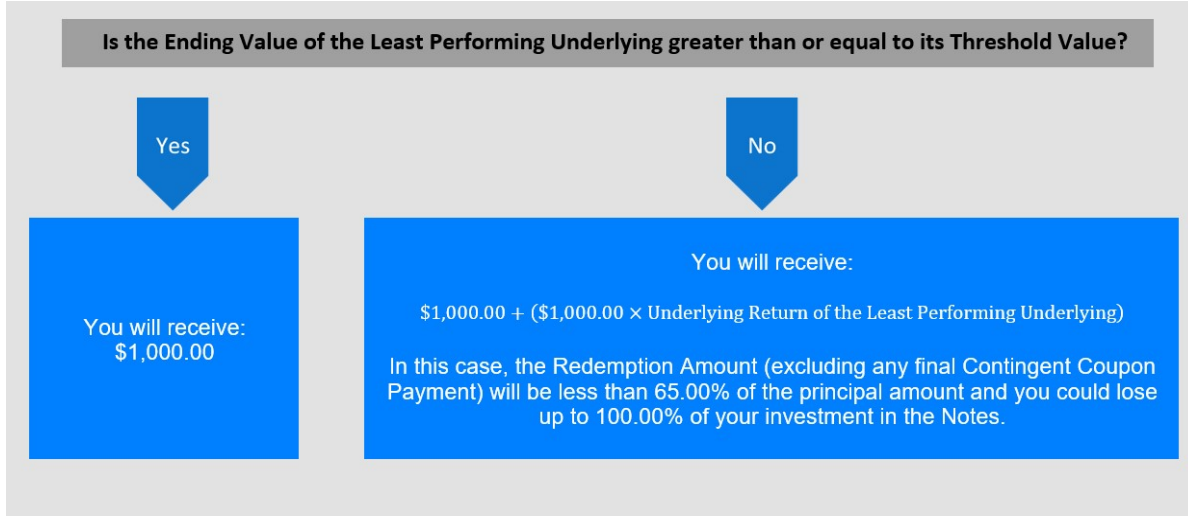 Is the Ending Value of the Least Performing Underlying greater than or equal to its Threshold Value?
Yes
No
You will receive:
$1,000.00
You will receive:
$1,000.00 + ($1,000.00 × Underlying Return of the Least Performing Underlying)
In this case, the Redemption Amount (excluding any final Contingent Coupon
Payment) will be less than 65.00% of the principal amount and you could lose
up to 100.00% of your investment in the Notes.